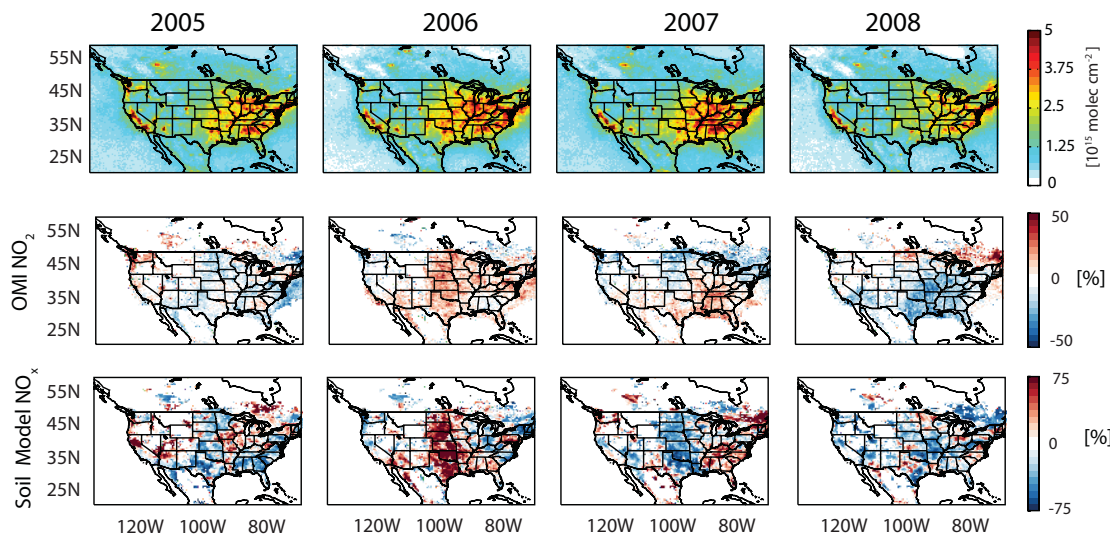 2005 2006 2007 2008
55N
45N
35N
25N
5
3.75
2.5
1.25
0
[10¹⁵ molec cm⁻²]
OMI NO₂
55N
45N
35N
25N
50
0
-50
[%]
Soil Model NOₓ
55N
45N
35N
25N
75
0
-75
[%]
120W 100W 80W 120W 100W 80W 120W 100W 80W 120W 100W 80W